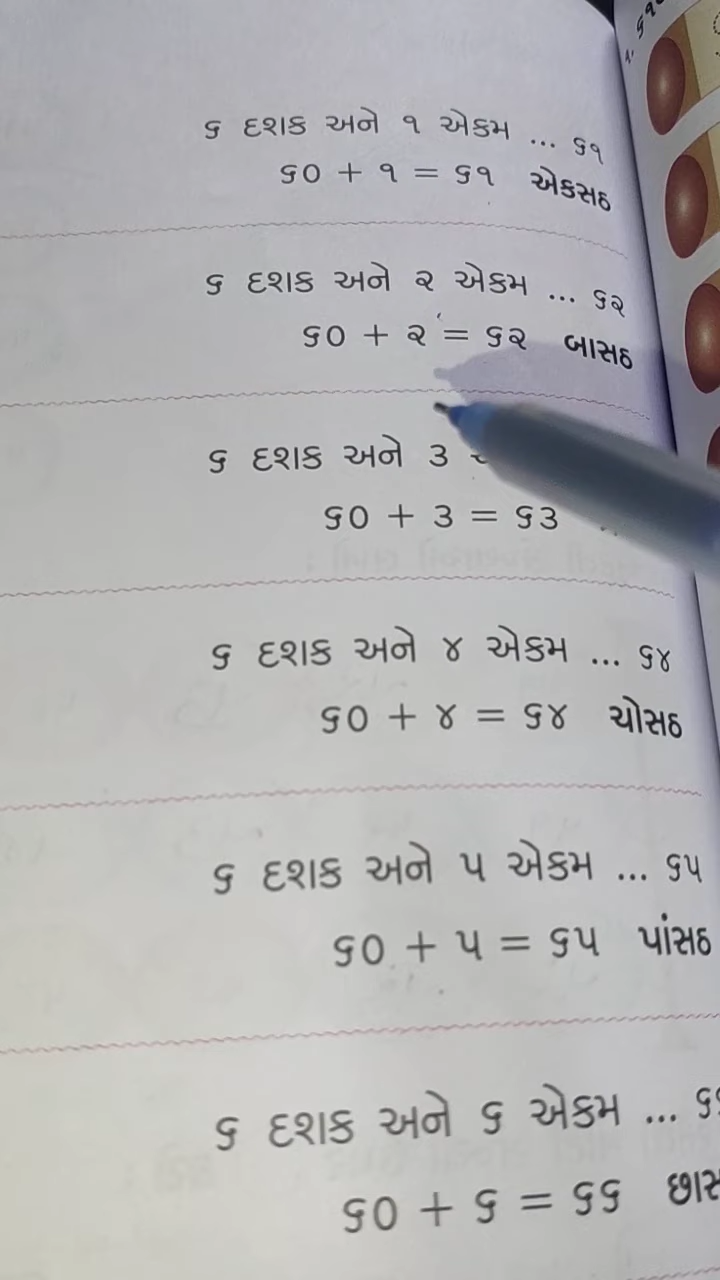 ૬ દશક અને ૧ એકમ ... ૬૧
૬૦ + ૧ = ૬૧ એકસઠ
૬ દશક અને ૨ એકમ ... ૬૨
૬૦ + ૨ = ૬૨ બાસઠ
૬ દશક અને ૩
૬૦ + ૩ = ૬૩
૬ દશક અને ૪ એકમ ... ૬૪
૬૦ + ૪ = ૬૪ ચોસઠ
૬ દશક અને ૫ એકમ ... ૬૫
૬૦ + ૫ = ૬૫ પાંસઠ
૬ દશક અને ૬ એકમ ... ૬૬
૬૦ + ૬ = ૬૬